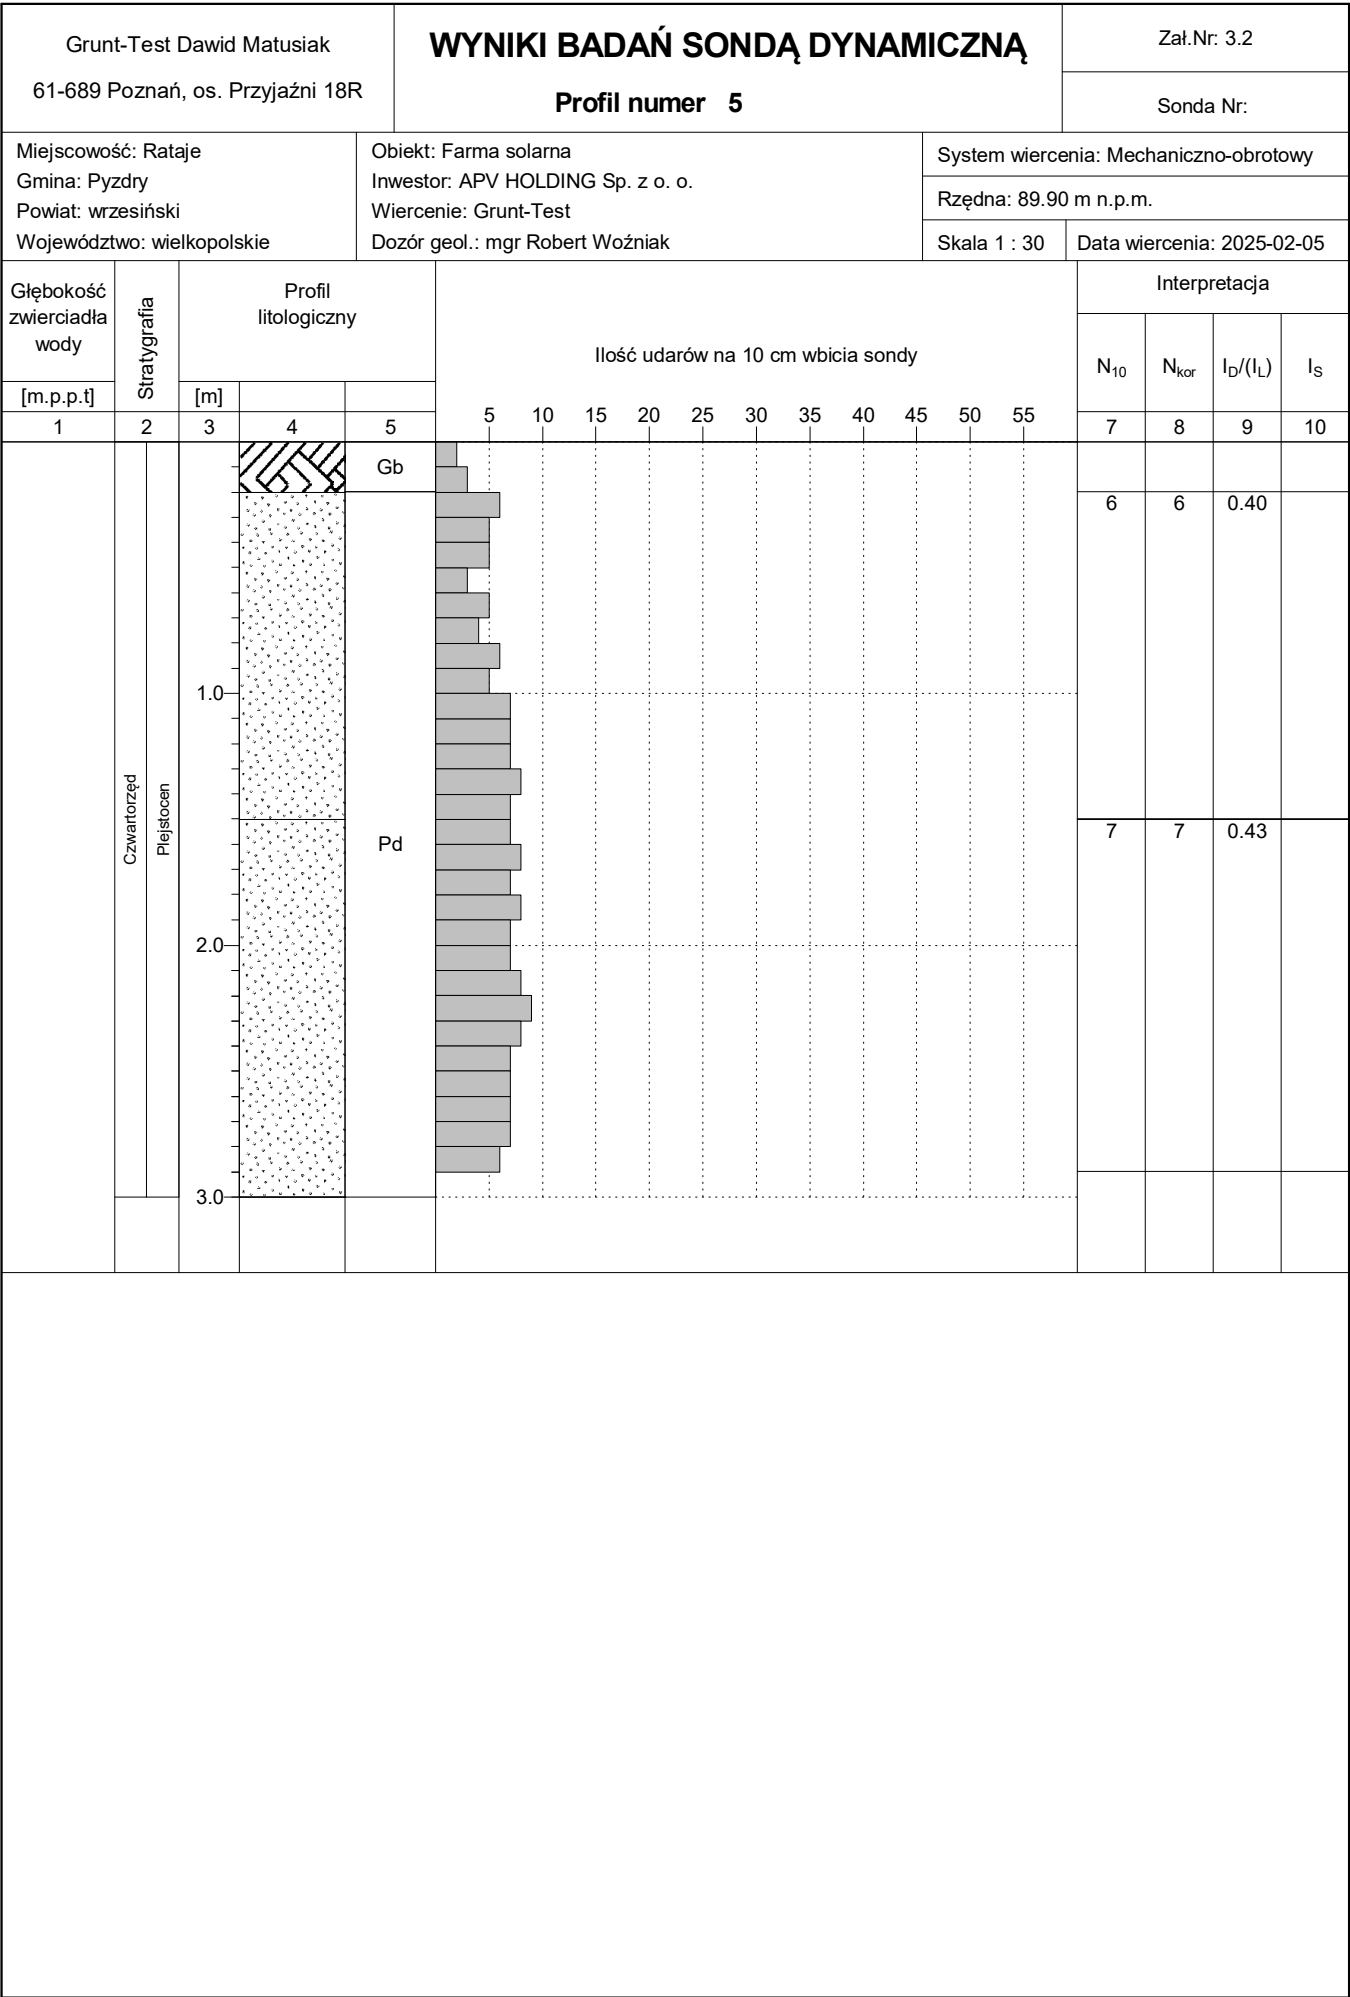 Grunt-Test Dawid Matusiak
61-689 Poznań, os. Przyjaźni 18R
WYNIKI BADAŃ SONDĄ DYNAMICZNĄ
Profil numer 5
Zał.Nr: 3.2
Sonda Nr:
Miejscowość: Rataje
Gmina: Pyzdry
Powiat: wrzesiński
Województwo: wielkopolskie
Obiekt: Farma solarna
Inwestor: APV HOLDING Sp. z o. o.
Wiercenie: Grunt-Test
Dozór geol.: mgr Robert Woźniak
System wiercenia: Mechaniczno-obrotowy
Rzędna: 89.90 m n.p.m.
Skala 1 : 30
Data wiercenia: 2025-02-05
Głębokość
zwierciadła
wody
[m.p.p.t]
Stratygrafia
Profil
litologiczny
[m]
Ilość udarów na 10 cm wbicia sondy
5 10 15 20 25 30 35 40 45 50 55
Interpretacja
N10 Nkor ID/(IL) IS
1 2 3 4 5 7 8 9 10
Gb
6 6 0.40
1.0
Czwartorzęd
Plejstocen
Pd
7 7 0.43
2.0
3.0